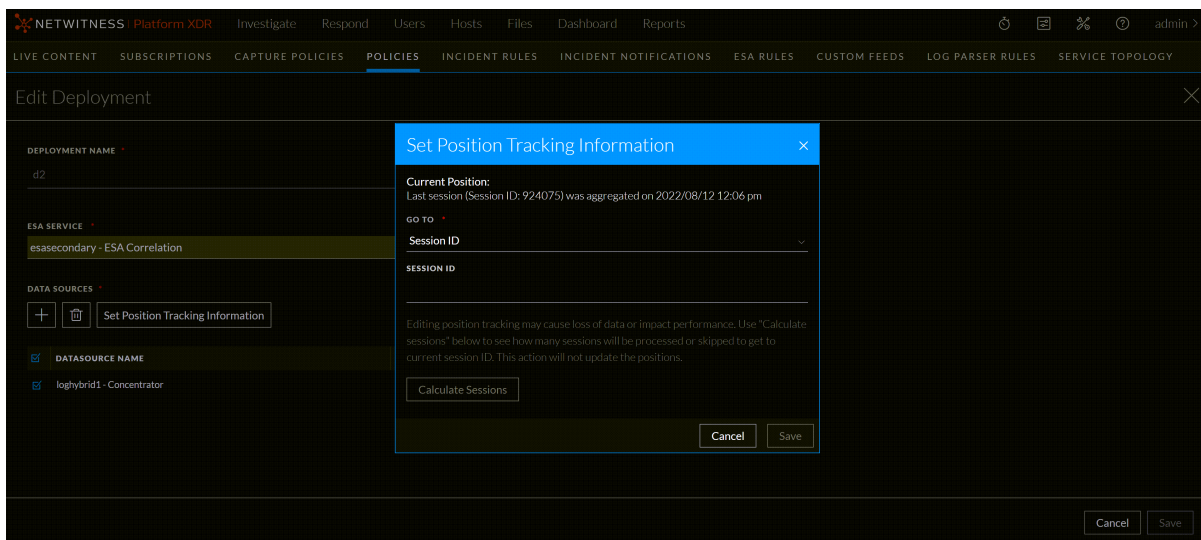 NETWITNESS | Platform XDR Investigate Respond Users Hosts Files Dashboard Reports admin >
LIVE CONTENT SUBSCRIPTIONS CAPTURE POLICIES POLICIES INCIDENT RULES INCIDENT NOTIFICATIONS ESA RULES CUSTOM FEEDS LOG PARSER RULES SERVICE TOPOLOGY
Edit Deployment
DEPLOYMENT NAME *
d2
ESA SERVICE *
esasecondary - ESA Correlation
DATA SOURCES *
Set Position Tracking Information
DATASOURCE NAME
loghybrid1 - Concentrator
Set Position Tracking Information
Current Position:
Last session (Session ID: 924075) was aggregated on 2022/08/12 12:06 pm
GO TO *
Session ID
SESSION ID
Editing position tracking may cause loss of data or impact performance. Use "Calculate
sessions" below to see how many sessions will be processed or skipped to get to
current session ID. This action will not update the positions.
Calculate Sessions
Cancel Save
Cancel Save